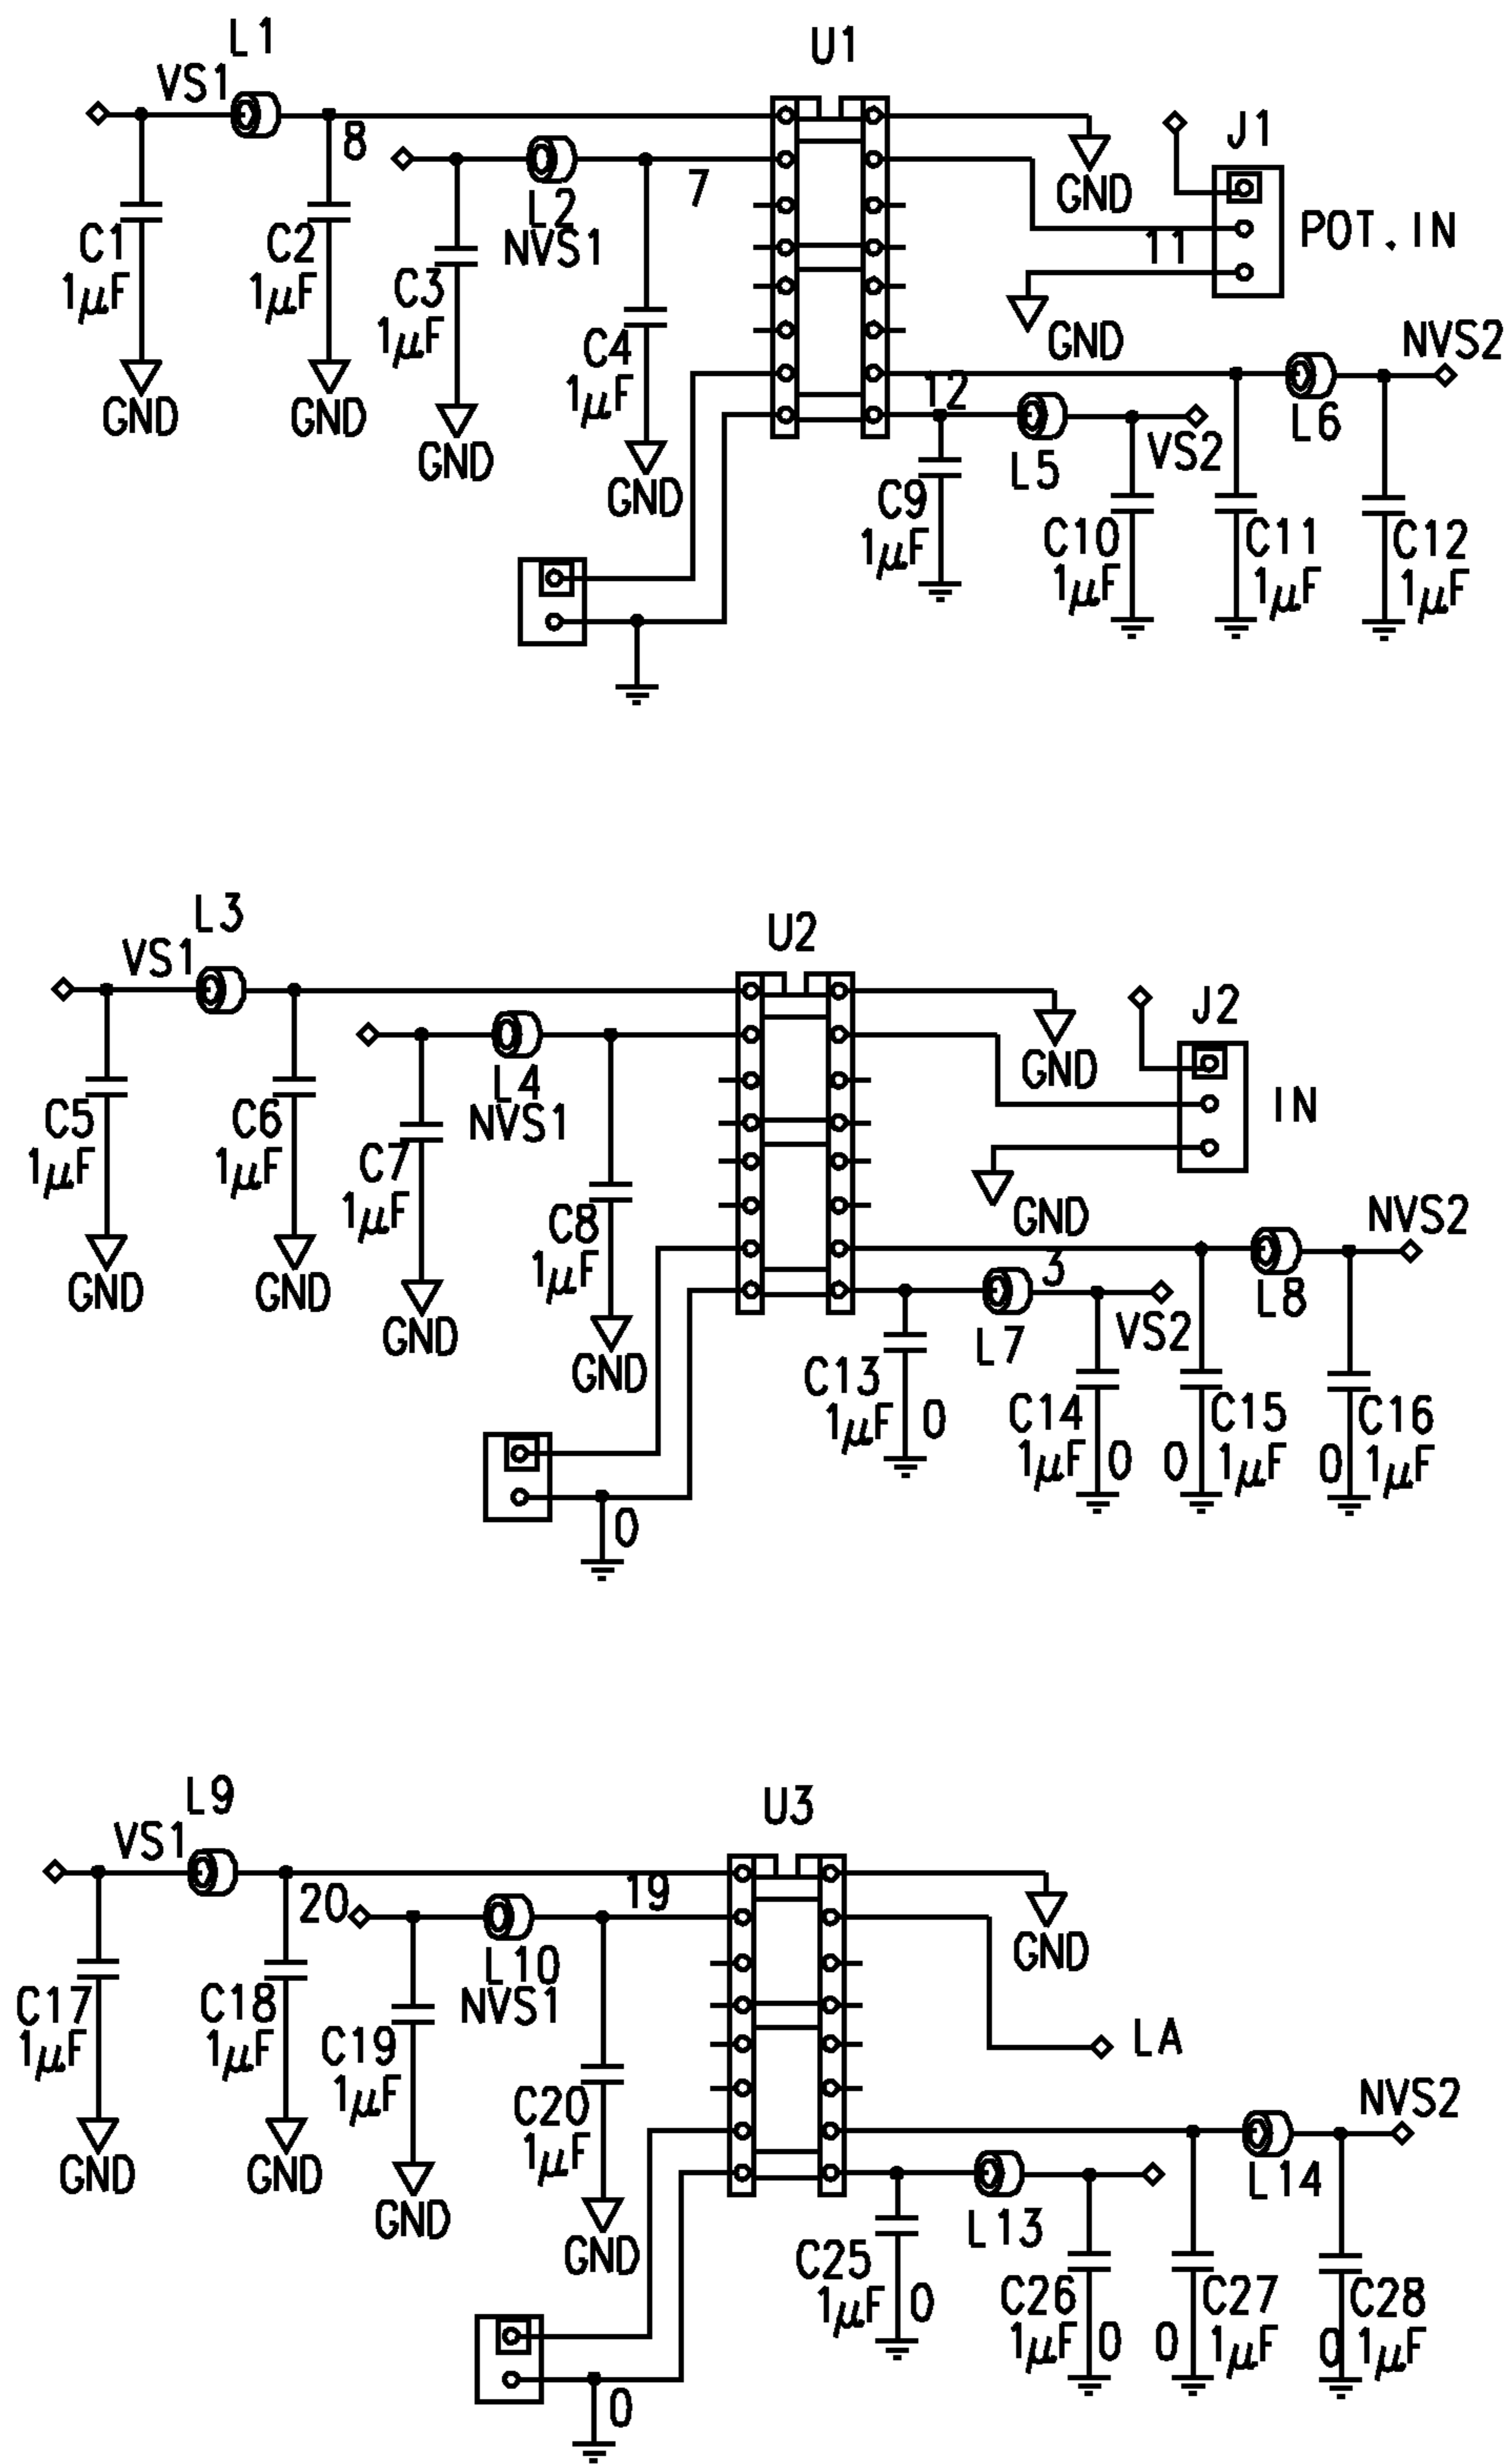 L1
U1
VS1
J1
8
7
GND
L2
NVS1
POT.IN
11
C1
1µF
C2
1µF
C3
1µF
C4
1µF
GND
NVS2
12
L6
GND
GND
GND
GND
L5
VS2
C9
1µF
C10
1µF
C11
1µF
C12
1µF
L3
U2
VS1
J2
GND
L4
NVS1
IN
C5
1µF
C6
1µF
C7
1µF
C8
1µF
GND
NVS2
3
L8
GND
GND
GND
GND
L7
VS2
C13
1µF
0
C14
1µF
0
C15
1µF
0
C16
1µF
0
0
L9
U3
VS1
20
19
GND
L10
NVS1
C17
1µF
C18
1µF
C19
1µF
C20
1µF
LA
NVS2
GND
GND
GND
GND
L14
L13
C25
1µF
0
C26
1µF
0
C27
1µF
0
C28
1µF
0
0